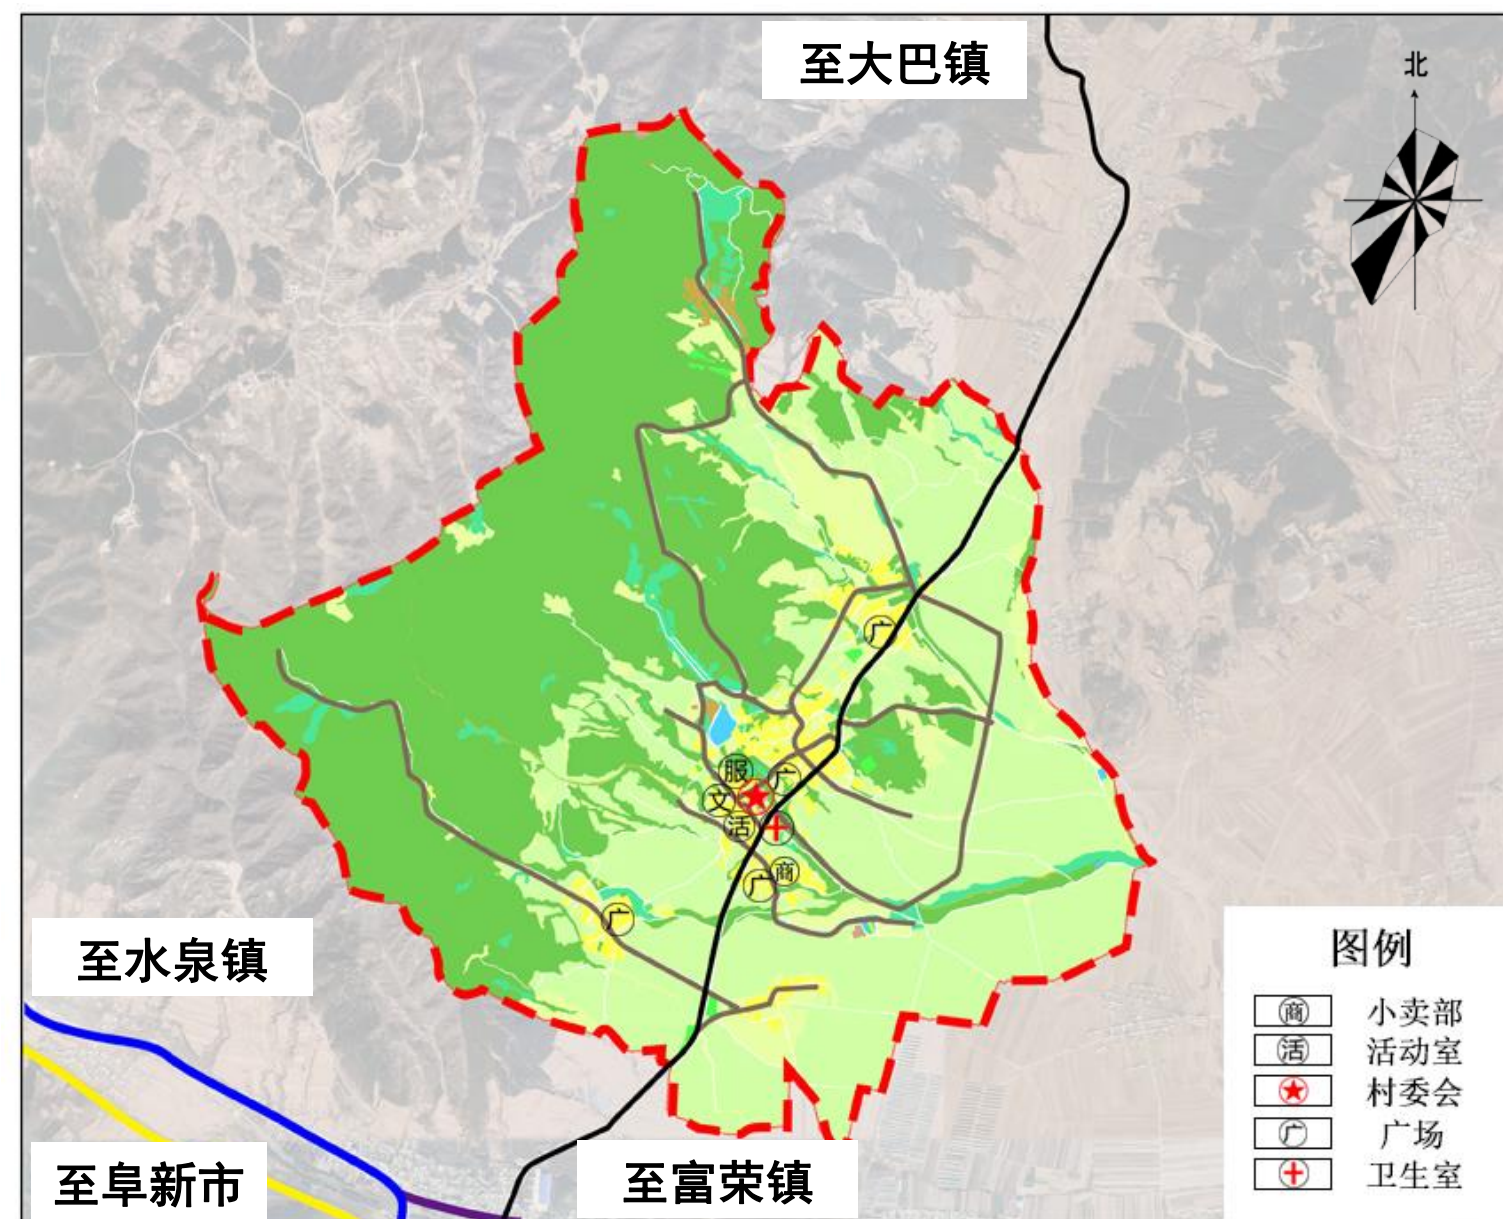 至大巴镇
北
广
服
广
文
活
商
广
广
至水泉镇
至阜新市
至富荣镇
图例
商 小卖部
活 活动室
村委会
广 广场
卫生室